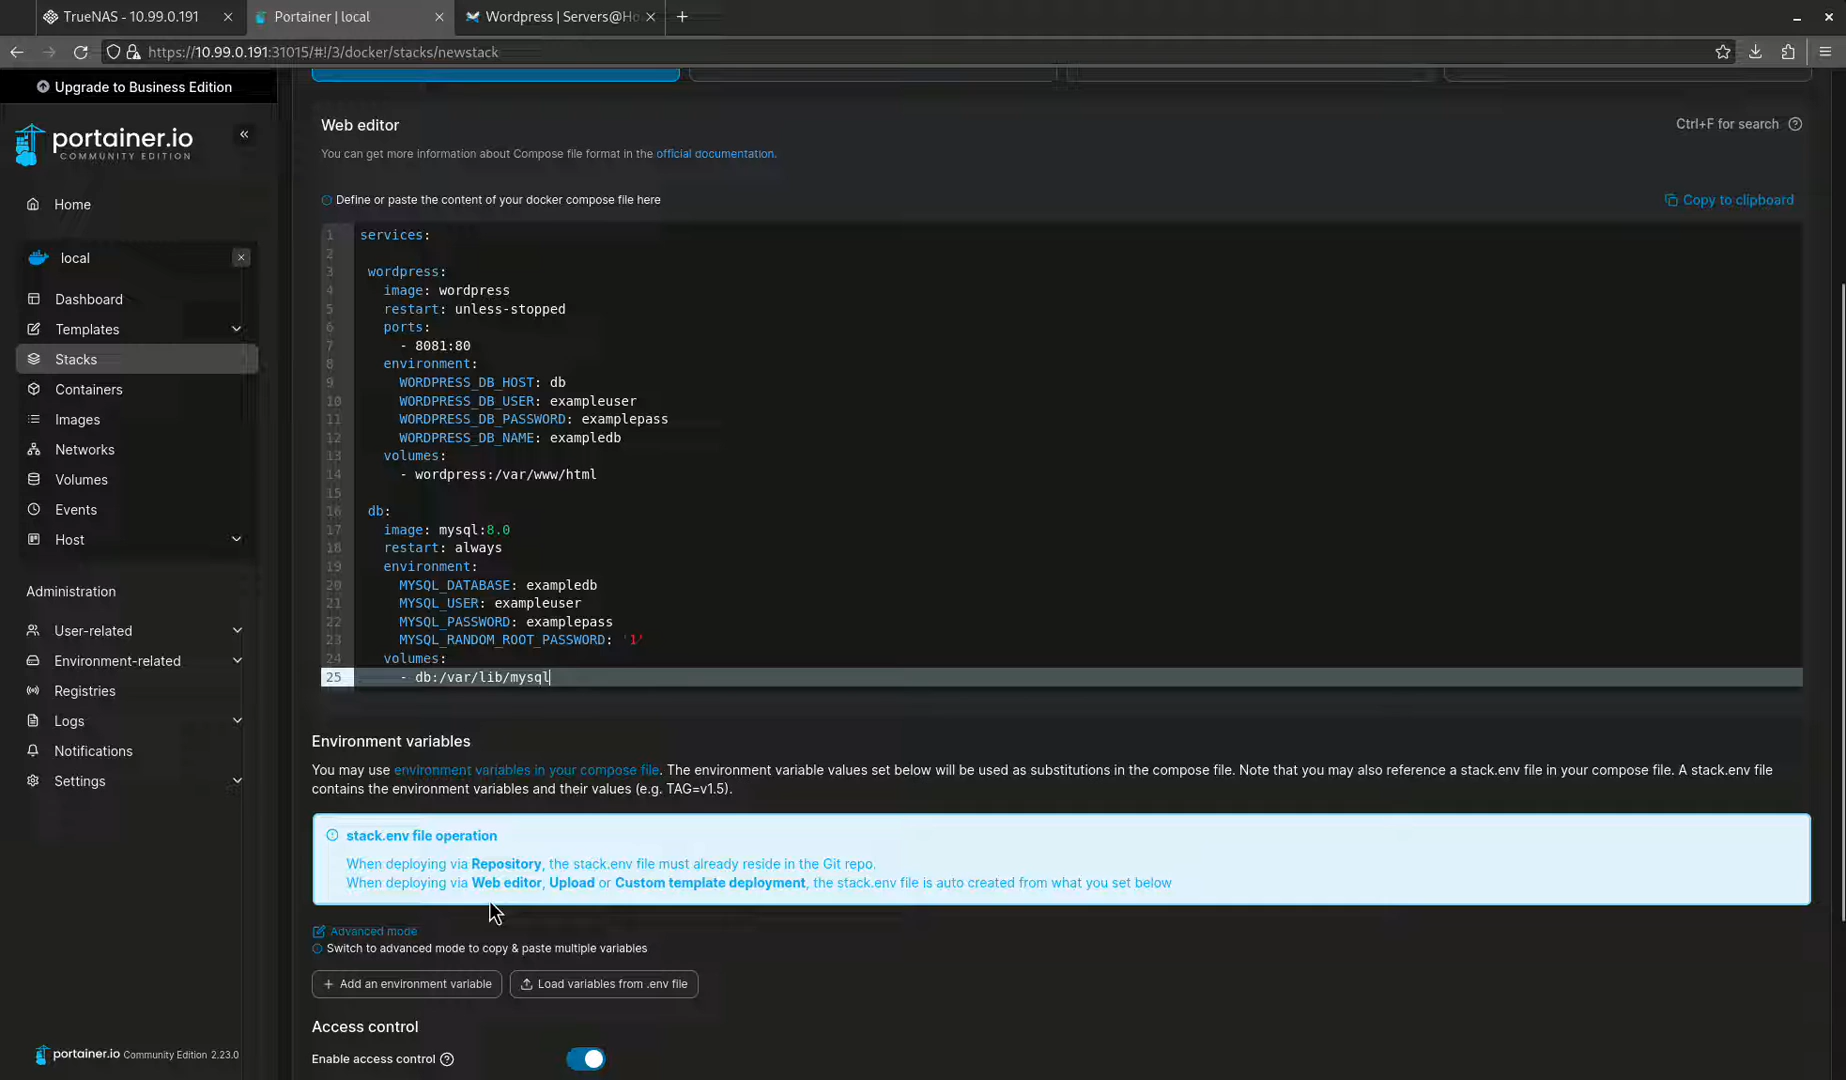 TrueNAS - 10.99.0.191
Portainer | local
Wordpress | Servers@Ho
https://10.99.0.191:31015/#!/3/docker/stacks/newstack
Upgrade to Business Edition
portainer.io
COMMUNITY EDITION
Home
local
Dashboard
Templates
Stacks
Containers
Images
Networks
Volumes
Events
Host
Administration
User-related
Environment-related
Registries
Logs
Notifications
Settings
portainer.io Community Edition 2.23.0
Web editor
Ctrl+F for search
You can get more information about Compose file format in the official documentation.
Define or paste the content of your docker compose file here
Copy to clipboard
1 services:
2
3 wordpress:
4 image: wordpress
5 restart: unless-stopped
6 ports:
7 - 8081:80
8 environment:
9 WORDPRESS_DB_HOST: db
10 WORDPRESS_DB_USER: exampleuser
11 WORDPRESS_DB_PASSWORD: examplepass
12 WORDPRESS_DB_NAME: exampledb
13 volumes:
14 - wordpress:/var/www/html
15
16 db:
17 image: mysql:8.0
18 restart: always
19 environment:
20 MYSQL_DATABASE: exampledb
21 MYSQL_USER: exampleuser
22 MYSQL_PASSWORD: examplepass
23 MYSQL_RANDOM_ROOT_PASSWORD: '1'
24 volumes:
25 - db:/var/lib/mysql
Environment variables
You may use environment variables in your compose file. The environment variable values set below will be used as substitutions in the compose file. Note that you may also reference a stack.env file in your compose file. A stack.env file
contains the environment variables and their values (e.g. TAG=v1.5).
stack.env file operation
When deploying via Repository, the stack.env file must already reside in the Git repo.
When deploying via Web editor, Upload or Custom template deployment, the stack.env file is auto created from what you set below
Advanced mode
Switch to advanced mode to copy & paste multiple variables
+ Add an environment variable
Load variables from .env file
Access control
Enable access control